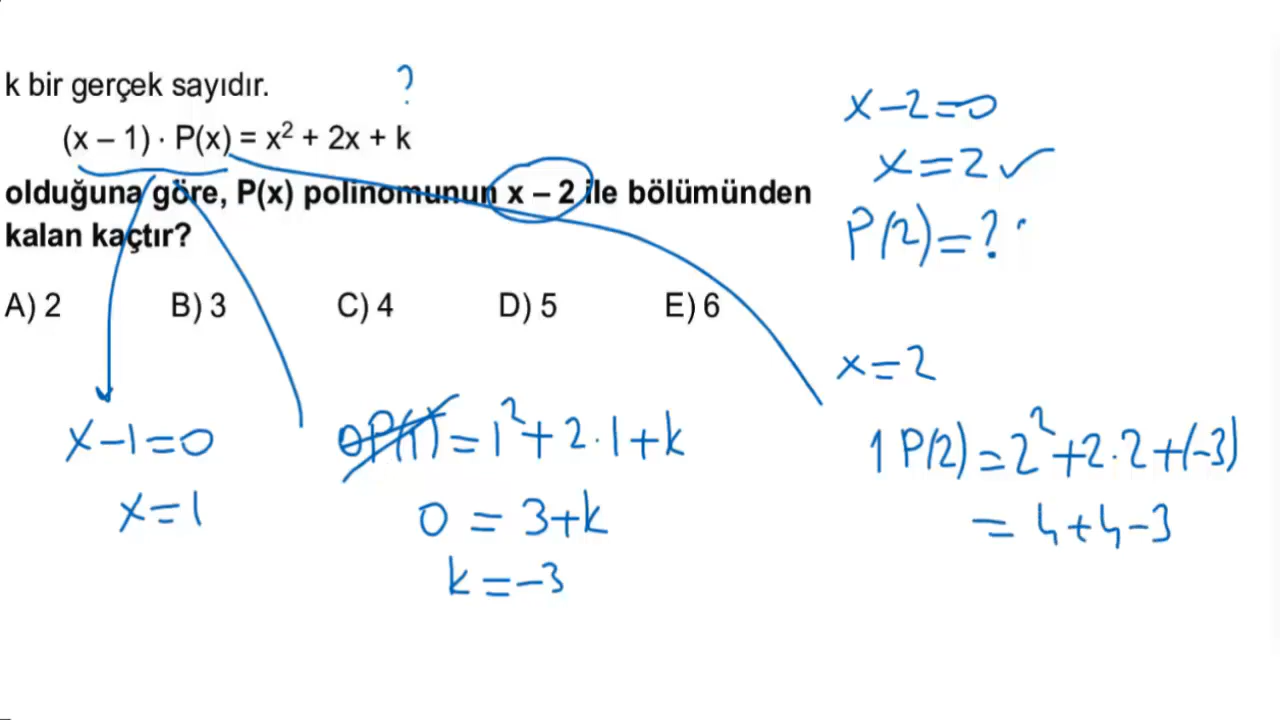 k bir gerçek sayıdır.
?
(x – 1) · P(x) = x² + 2x + k
olduğuna göre, P(x) polinomunun x – 2 ile bölümünden
kalan kaçtır?
A) 2 B) 3 C) 4 D) 5 E) 6
x-2=0
x=2 ✓
P(2)=?
x-1=0
x=1
0P(1)=1²+2·1+k
0=3+k
k=-3
x=2
1P(2)=2²+2·2+(-3)
=4+4-3